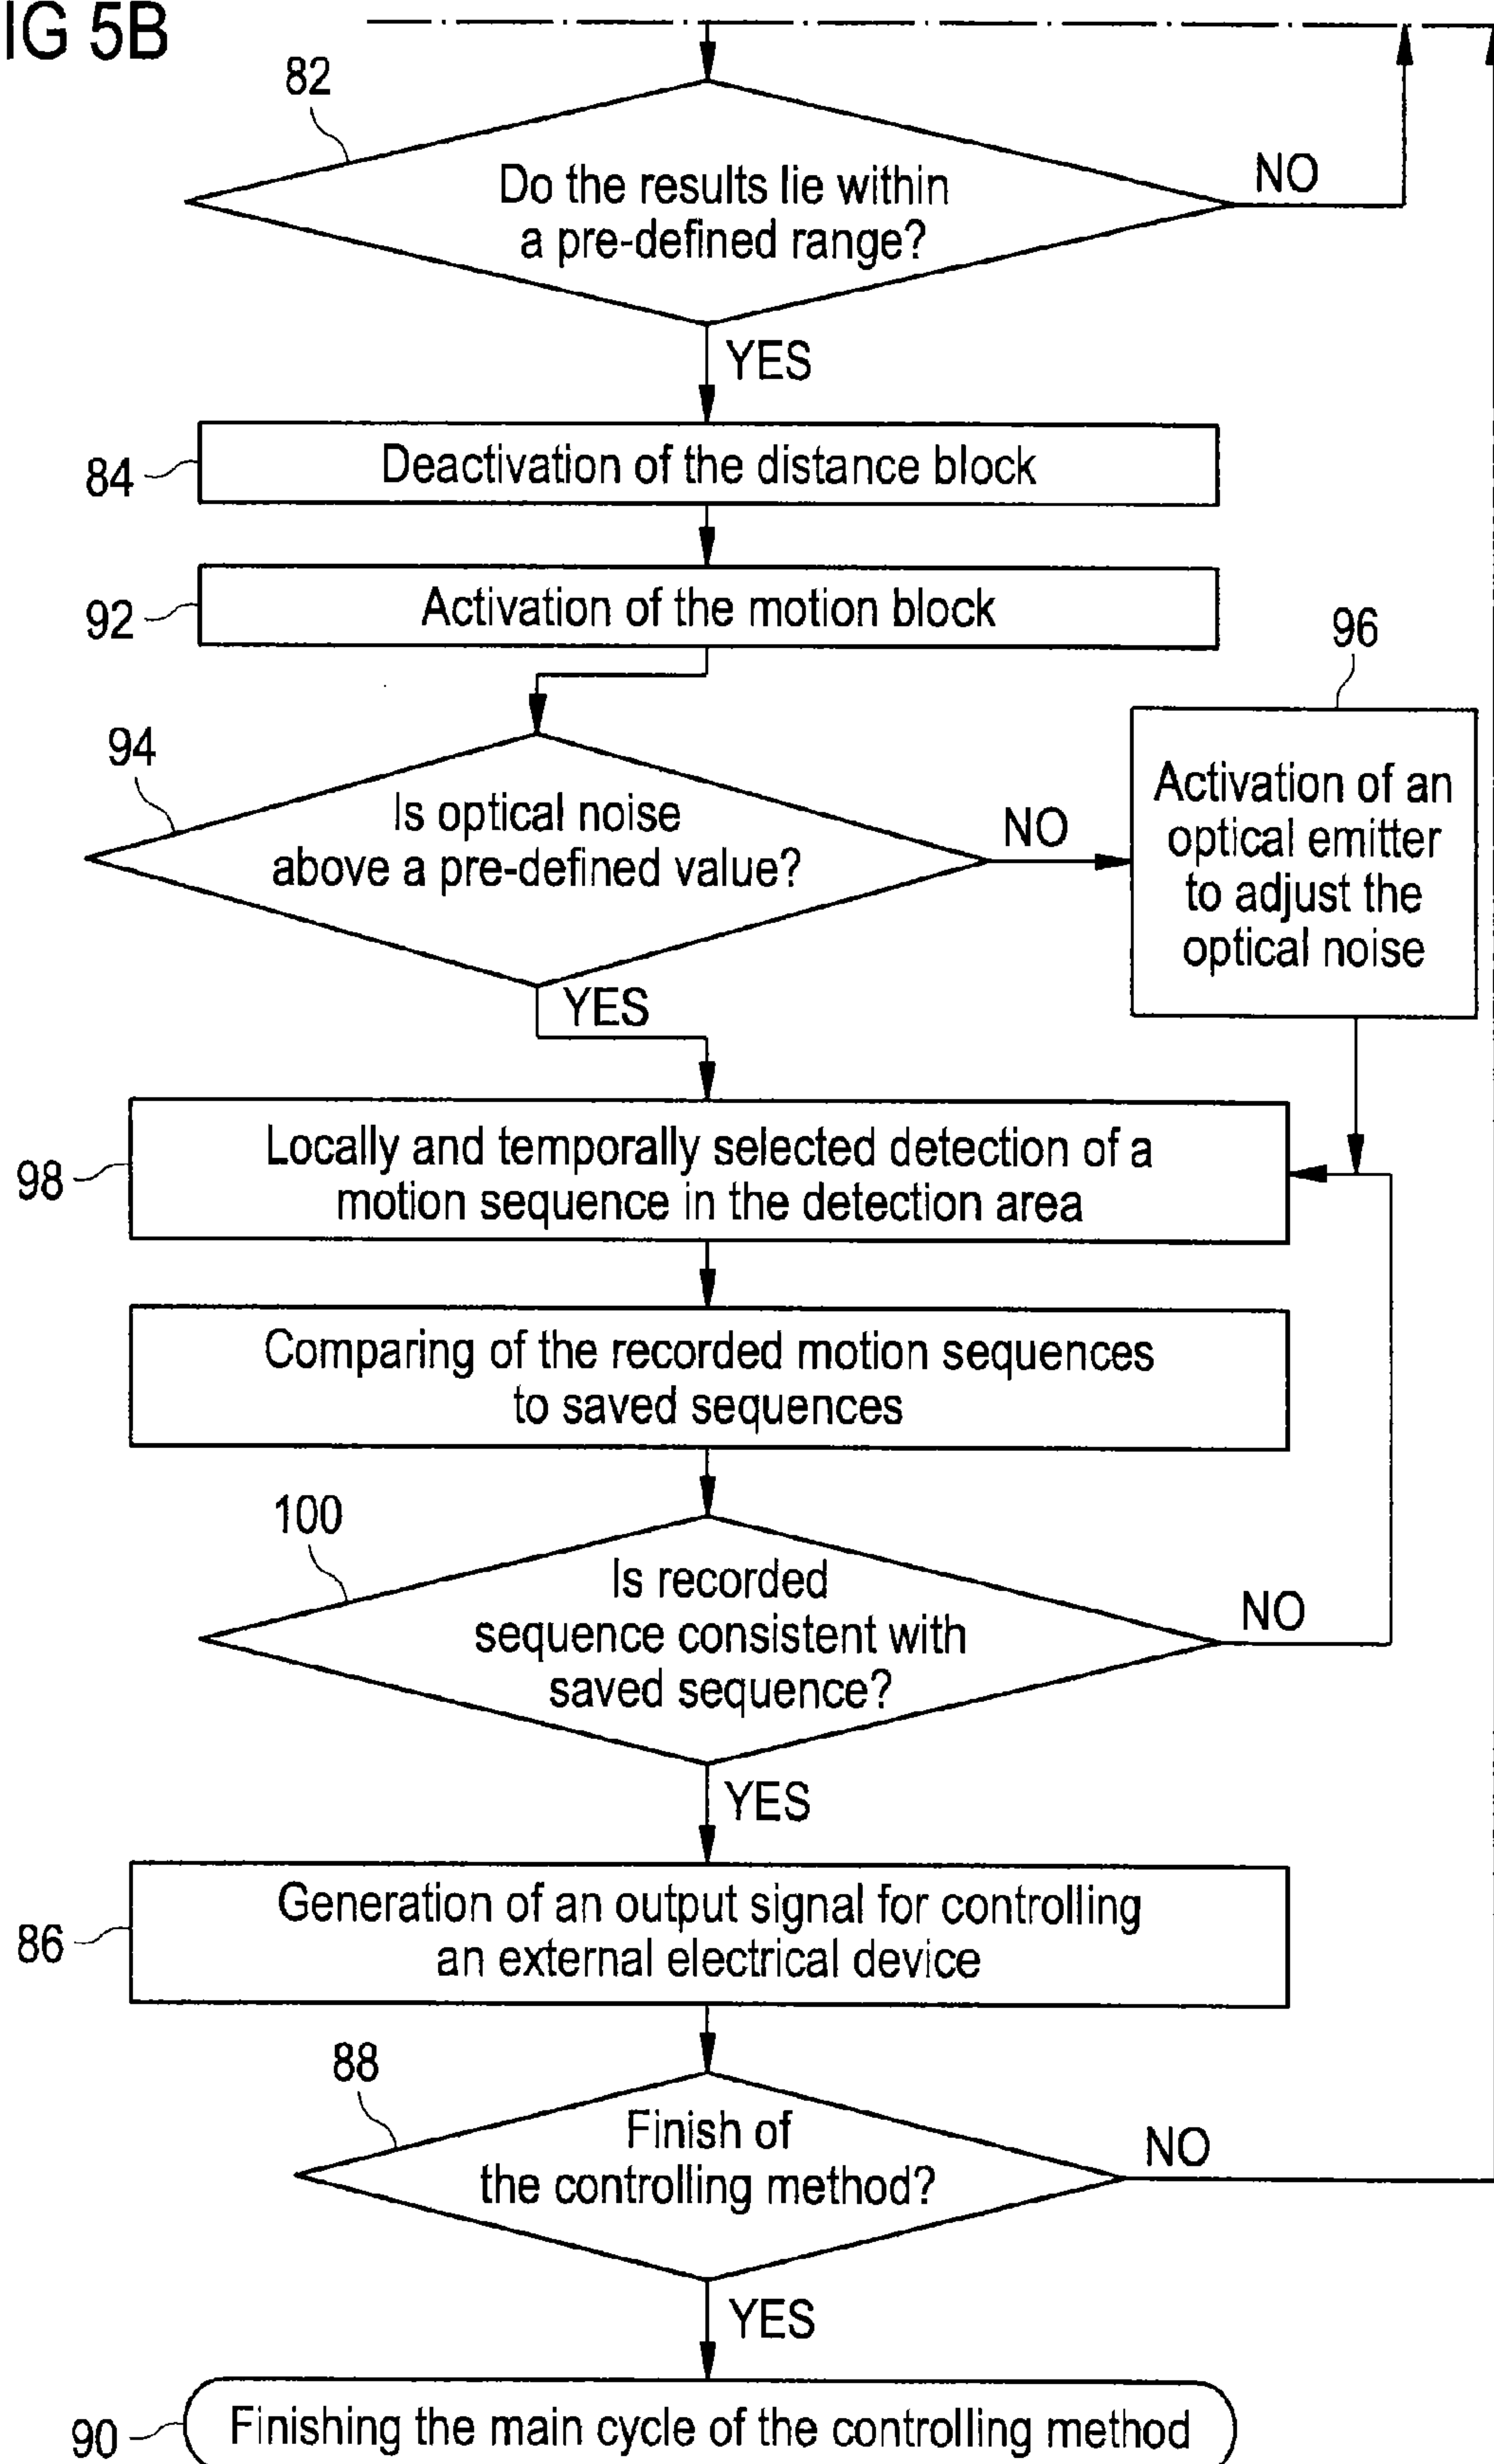 IG 5B
82
Do the results lie within
a pre-defined range?
NO
YES
84
Deactivation of the distance block
92
Activation of the motion block
96
94
Is optical noise
above a pre-defined value?
NO
Activation of an
optical emitter
to adjust the
optical noise
YES
98
Locally and temporally selected detection of a
motion sequence in the detection area
Comparing of the recorded motion sequences
to saved sequences
100
Is recorded
sequence consistent with
saved sequence?
NO
YES
86
Generation of an output signal for controlling
an external electrical device
88
Finish of
the controlling method?
NO
YES
90
Finishing the main cycle of the controlling method